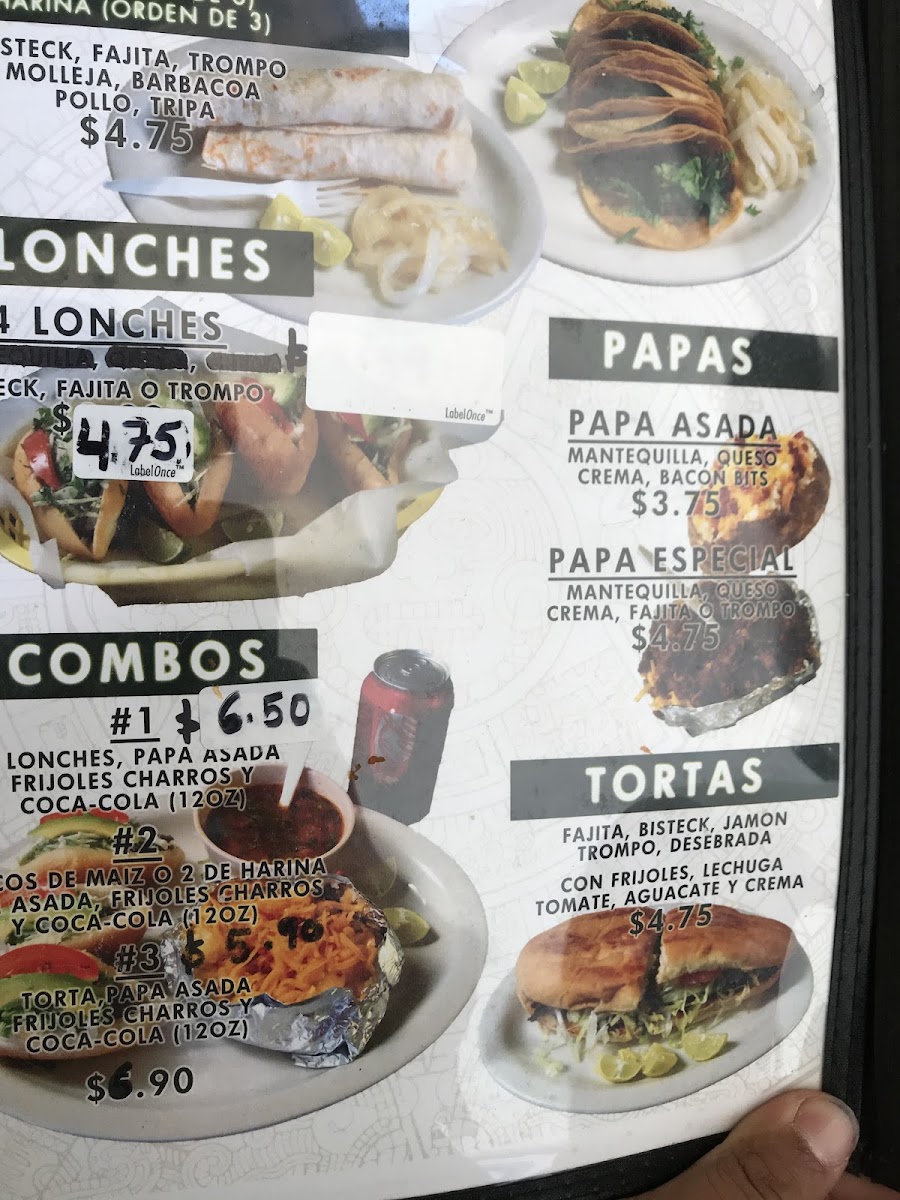 HARINA (ORDEN DE 3)
BISTECK, FAJITA, TROMPO
MOLLEJA, BARBACOA
POLLO, TRIPA
$4.75
LONCHES
4 LONCHES
FAJITA O TROMPO
$4.75
LabelOnce™
LabelOnce™
COMBOS
#1 $ 6.50
LONCHES, PAPA ASADA
FRIJOLES CHARROS Y
COCA-COLA (12OZ)
#2
COS DE MAIZ O 2 DE HARINA
ASADA, FRIJOLES CHARROS
Y COCA-COLA (12OZ)
$ 5.90
#3
TORTA, PAPA ASADA
FRIJOLES CHARROS Y
COCA-COLA (12OZ)
$6.90
PAPAS
PAPA ASADA
MANTEQUILLA, QUESO
CREMA, BACON BITS
$3.75
PAPA ESPECIAL
MANTEQUILLA, QUESO
CREMA, FAJITA O TROMPO
$4.75
TORTAS
FAJITA, BISTECK, JAMON
TROMPO, DESEBRADA
CON FRIJOLES, LECHUGA
TOMATE, AGUACATE Y CREMA
$4.75